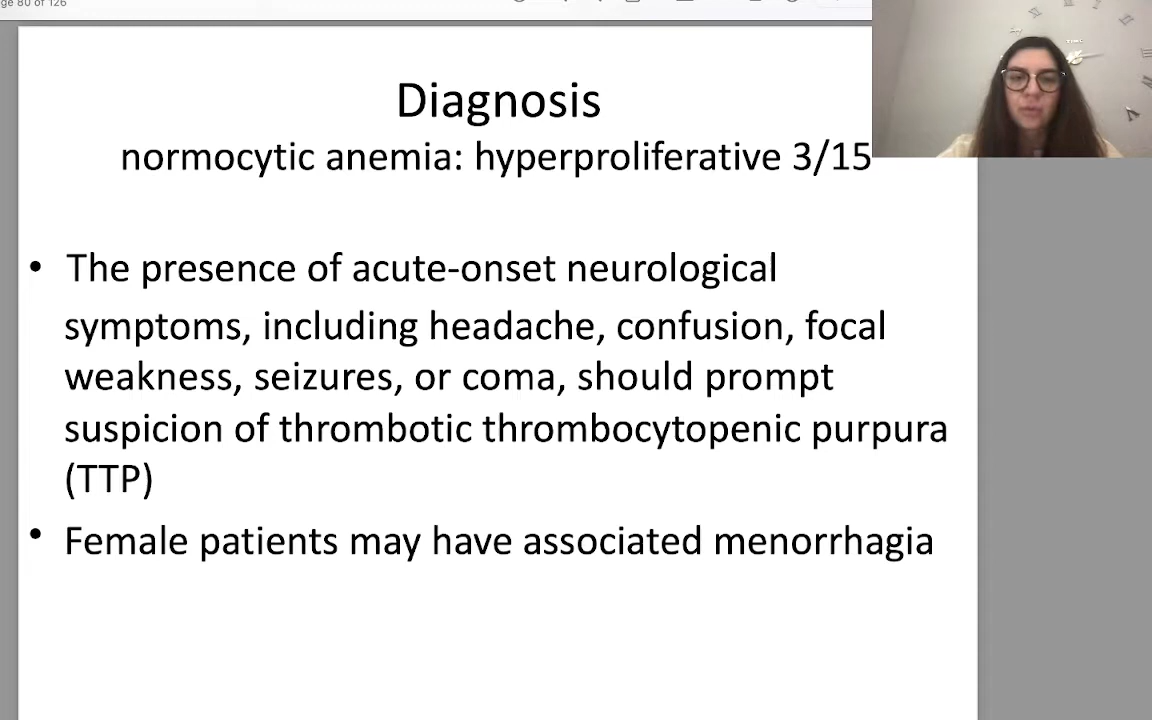 ge 80 of 126
Diagnosis
normocytic anemia: hyperproliferative 3/15
• The presence of acute-onset neurological
symptoms, including headache, confusion, focal
weakness, seizures, or coma, should prompt
suspicion of thrombotic thrombocytopenic purpura
(TTP)
• Female patients may have associated menorrhagia